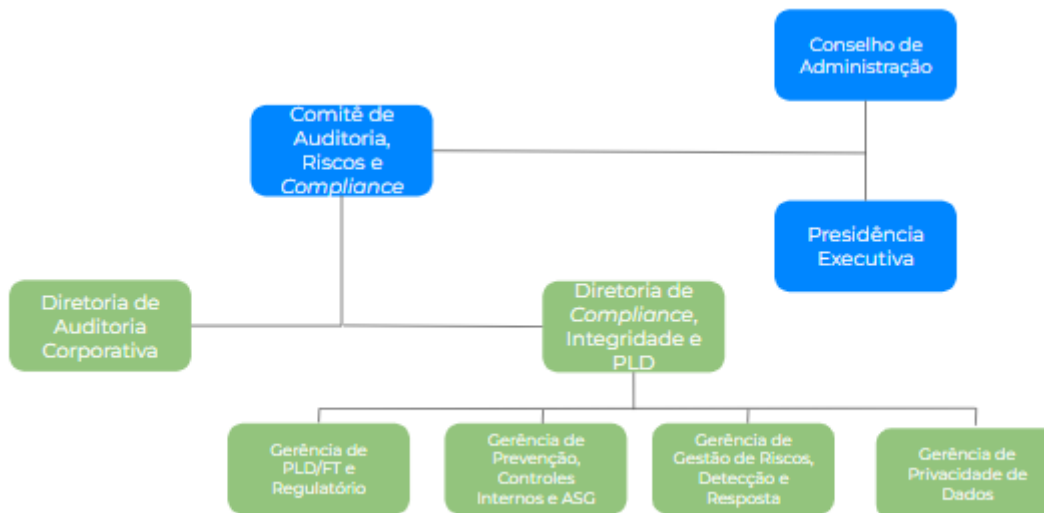 Conselho de
Administração
Comitê de
Auditoria,
Riscos e
Compliance
Presidência
Executiva
Diretoria de
Auditoria
Corporativa
Diretoria de
Compliance,
Integridade e
PLD
Gerência de
PLD/FT e
Regulatório
Gerência de
Prevenção,
Controles
Internos e ASG
Gerência de
Gestão de Riscos,
Detecção e
Resposta
Gerência de
Privacidade de
Dados